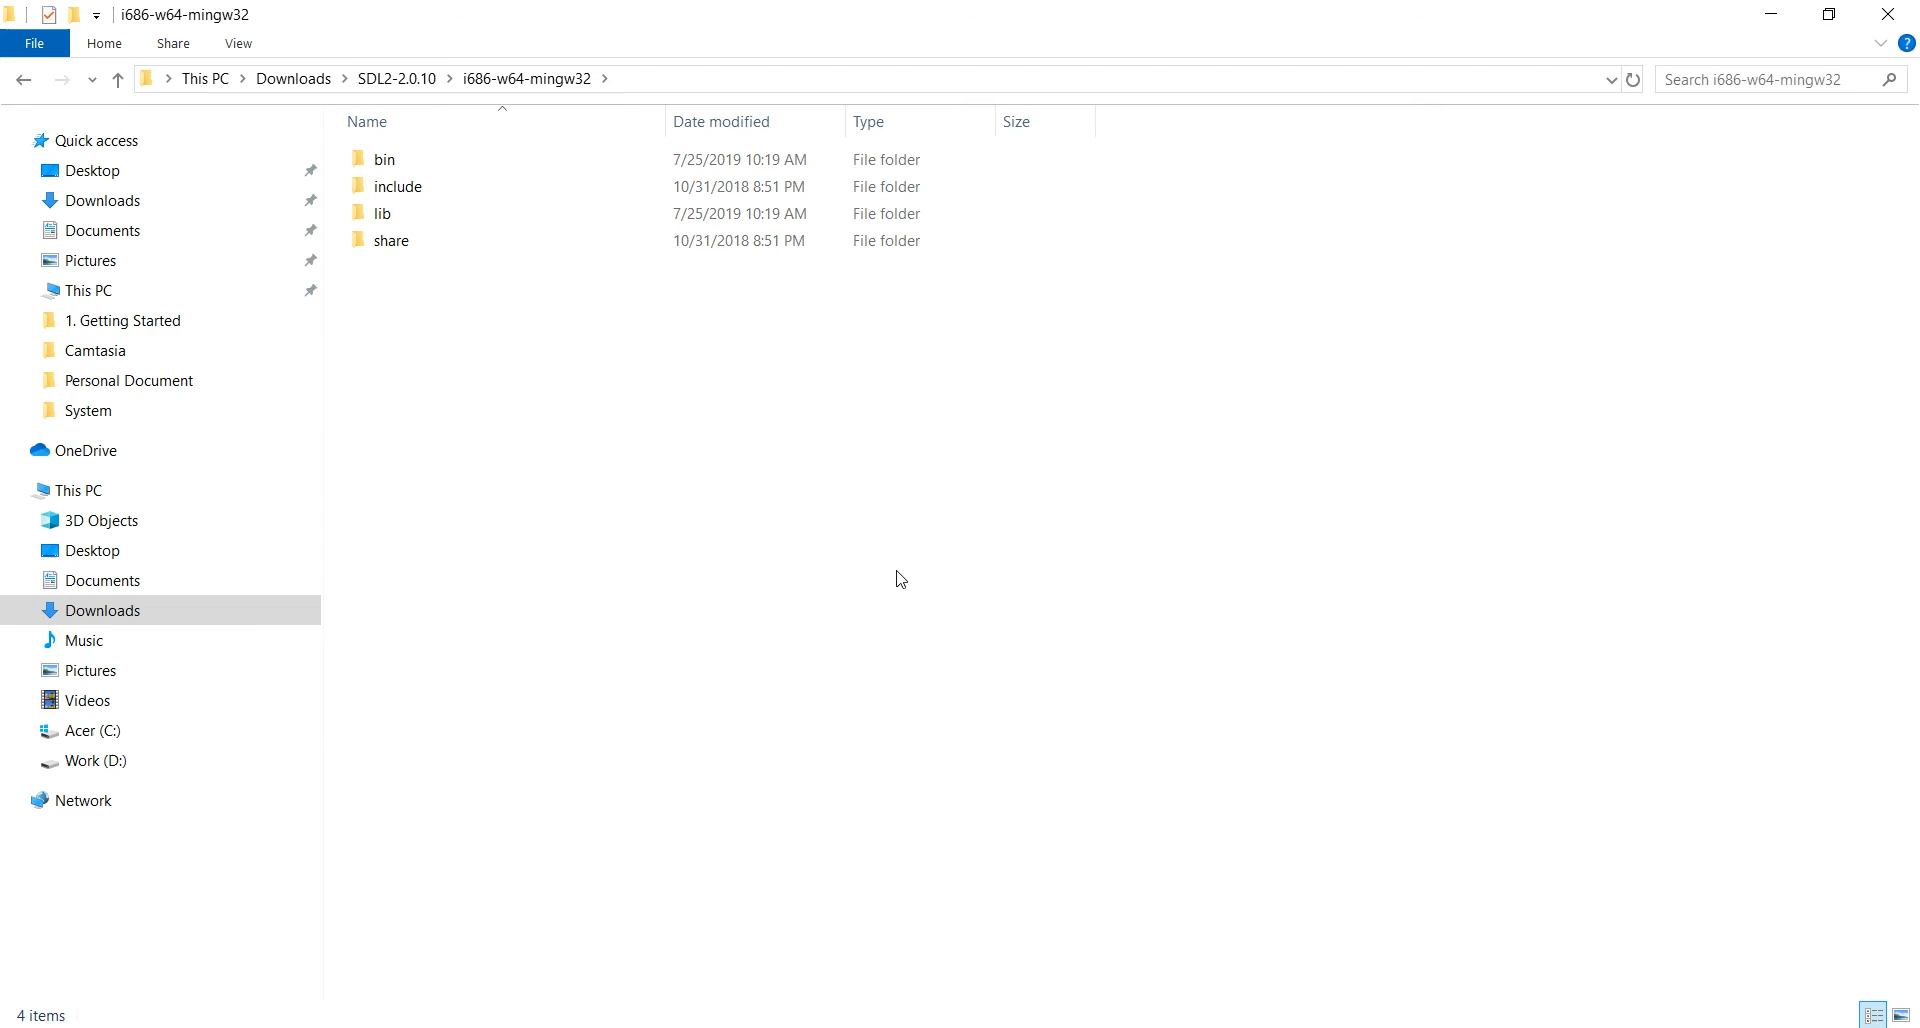 i686-w64-mingw32
File Home Share View
This PC Downloads SDL2-2.0.10 i686-w64-mingw32 Search i686-w64-mingw32
Name Date modified Type Size
Quick access
Desktop
Downloads
Documents
Pictures
This PC
1. Getting Started
Camtasia
Personal Document
System
OneDrive
This PC
3D Objects
Desktop
Documents
Downloads
Music
Pictures
Videos
Acer (C:)
Work (D:)
Network
bin 7/25/2019 10:19 AM File folder
include 10/31/2018 8:51 PM File folder
lib 7/25/2019 10:19 AM File folder
share 10/31/2018 8:51 PM File folder
4 items